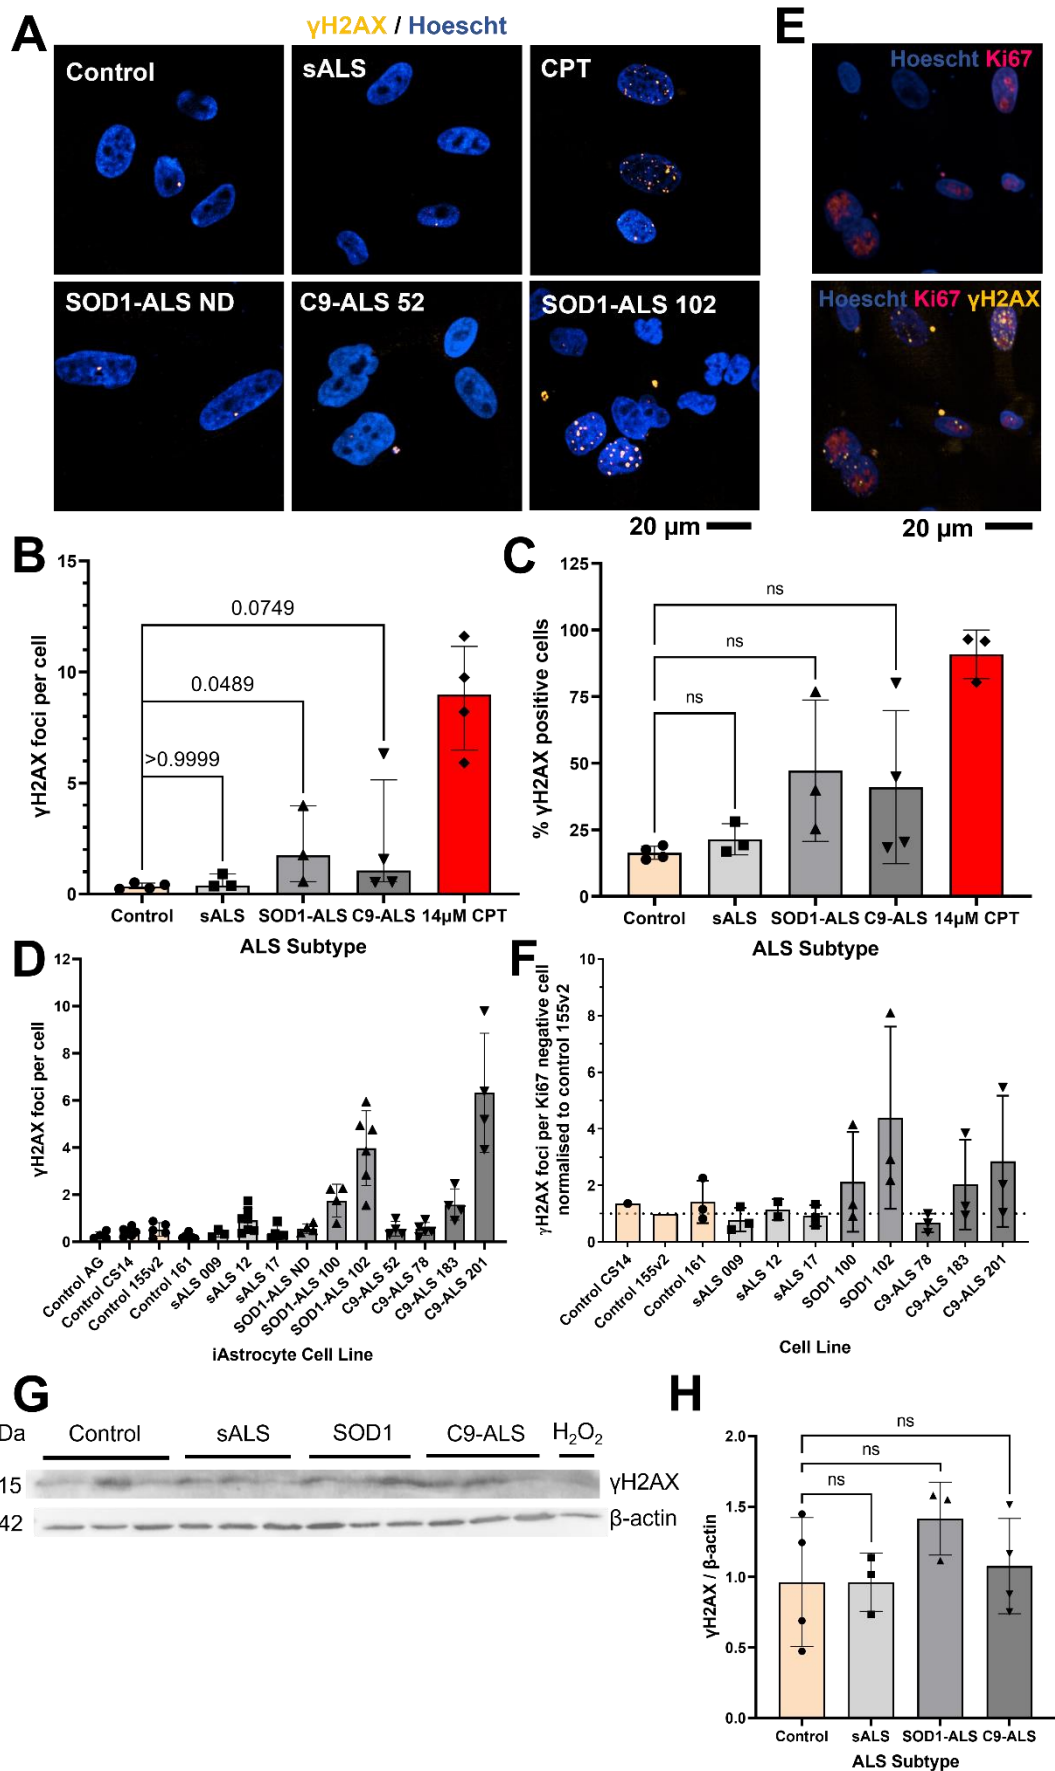 A
γH2AX / Hoescht
Control
sALS
CPT
SOD1-ALS ND
C9-ALS 52
SOD1-ALS 102
20 µm
E
Hoescht Ki67
Hoescht Ki67 γH2AX
20 µm
B
γH2AX foci per cell
15
10
5
0
0.0749
0.0489
>0.9999
Control
sALS
SOD1-ALS
C9-ALS
14µM CPT
ALS Subtype
C
% γH2AX positive cells
125
100
75
50
25
0
ns
ns
ns
Control
sALS
SOD1-ALS
C9-ALS
14µM CPT
ALS Subtype
D
γH2AX foci per cell
12
10
8
6
4
2
0
Control AG
Control CS14
Control 155v2
Control 161
sALS 009
sALS 12
sALS 17
SOD1-ALS ND
SOD1-ALS 100
SOD1-ALS 102
C9-ALS 52
C9-ALS 78
C9-ALS 183
C9-ALS 201
iAstrocyte Cell Line
F
γH2AX foci per Ki67 negative cell
normalised to control 155v2
10
8
6
4
2
0
Control CS14
Control 155v2
Control 161
sALS 009
sALS 12
sALS 17
SOD1 100
SOD1 102
C9-ALS 78
C9-ALS 183
C9-ALS 201
Cell Line
G
Da
Control
sALS
SOD1
C9-ALS
H2O2
15
γH2AX
42
β-actin
H
γH2AX / β-actin
2.0
1.5
1.0
0.5
0.0
ns
ns
ns
Control
sALS
SOD1-ALS
C9-ALS
ALS Subtype